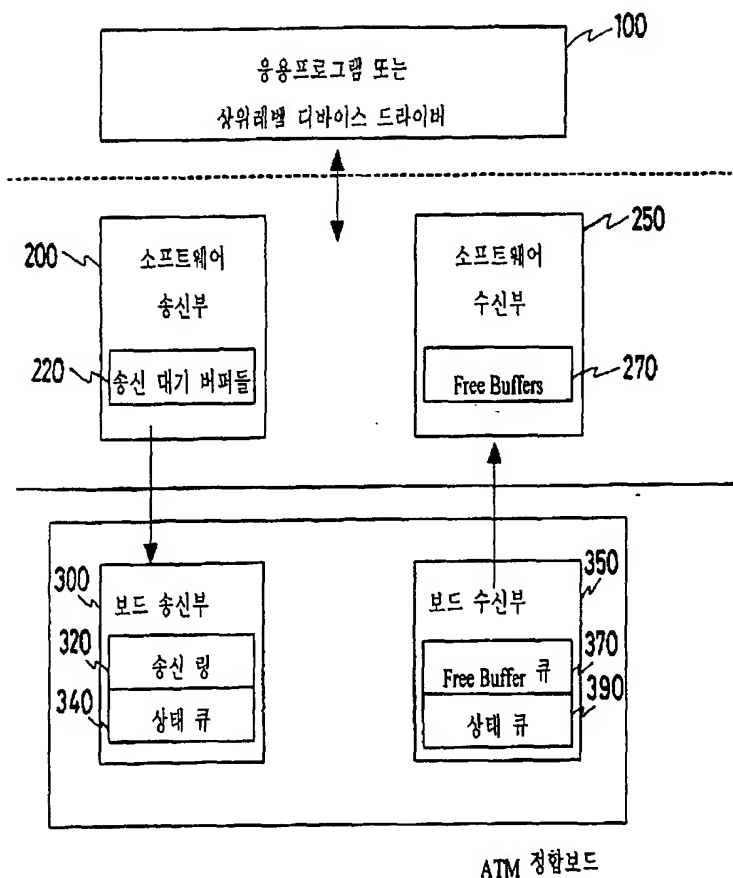 100
응용프로그램 또는
상위레벨 디바이스 드라이버
200
소프트웨어
송신부
220
송신 대기 버퍼들
250
소프트웨어
수신부
Free Buffers
270
300
보드 송신부
320
송신 링
340
상태 큐
350
보드 수신부
Free Buffer 큐
370
390
상태 큐
ATM 정합보드